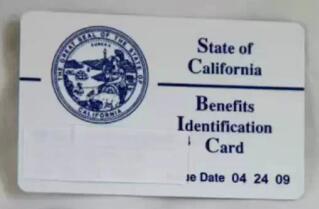 THE GREAT SEAL OF THE STATE OF
EUREKA
CALIFORNIA
State of
California
Benefits
Identification
Card
ue Date 04 24 09